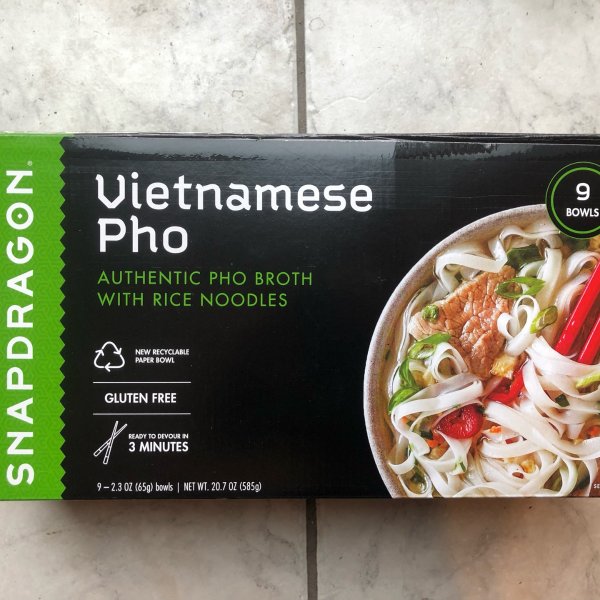 SNAPDRAGON®
Vietnamese
Pho
AUTHENTIC PHO BROTH
WITH RICE NOODLES
9
BOWLS
NEW RECYCLABLE
PAPER BOWL
GLUTEN FREE
READY TO DEVOUR IN
3 MINUTES
9 – 2.3 OZ (65g) bowls | NET WT. 20.7 OZ (585g)